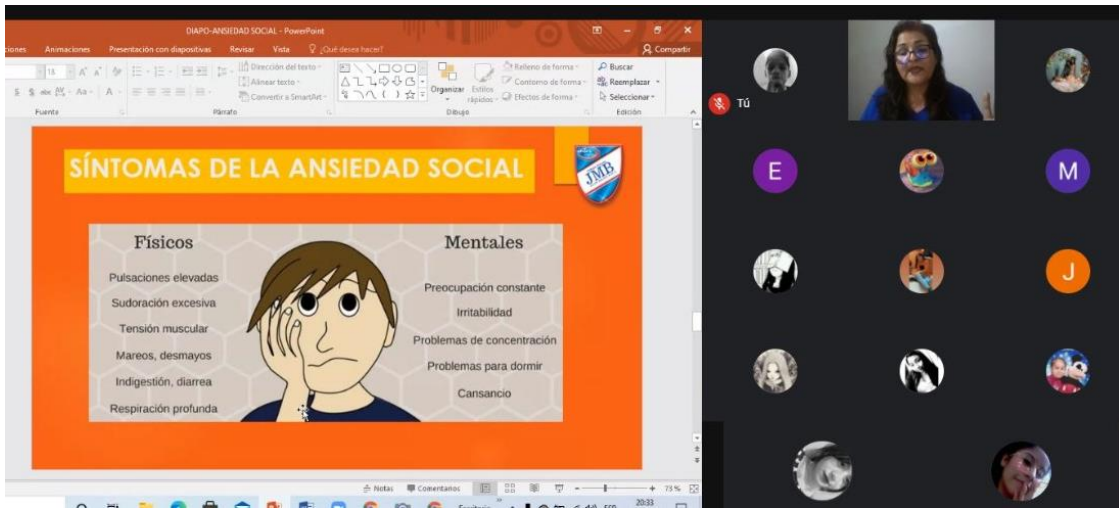 DIAPO-ANSIEDAD SOCIAL - PowerPoint
ciones Animaciones Presentación con diapositivas Revisar Vista ¿Qué desea hacer? Compartir
18 Dirección del texto Relleno de forma Buscar
Alinear texto Organizar Estilos rápidos Contorno de forma Reemplazar
Convertir a SmartArt Efectos de forma Seleccionar
Fuente Párrafo Dibujo Edición
SÍNTOMAS DE LA ANSIEDAD SOCIAL
JMB
Físicos
Pulsaciones elevadas
Sudoración excesiva
Tensión muscular
Mareos, desmayos
Indigestión, diarrea
Respiración profunda
Mentales
Preocupación constante
Irritabilidad
Problemas de concentración
Problemas para dormir
Cansancio
Notas Comentarios 73 %
20:33
Tú
E
M
J